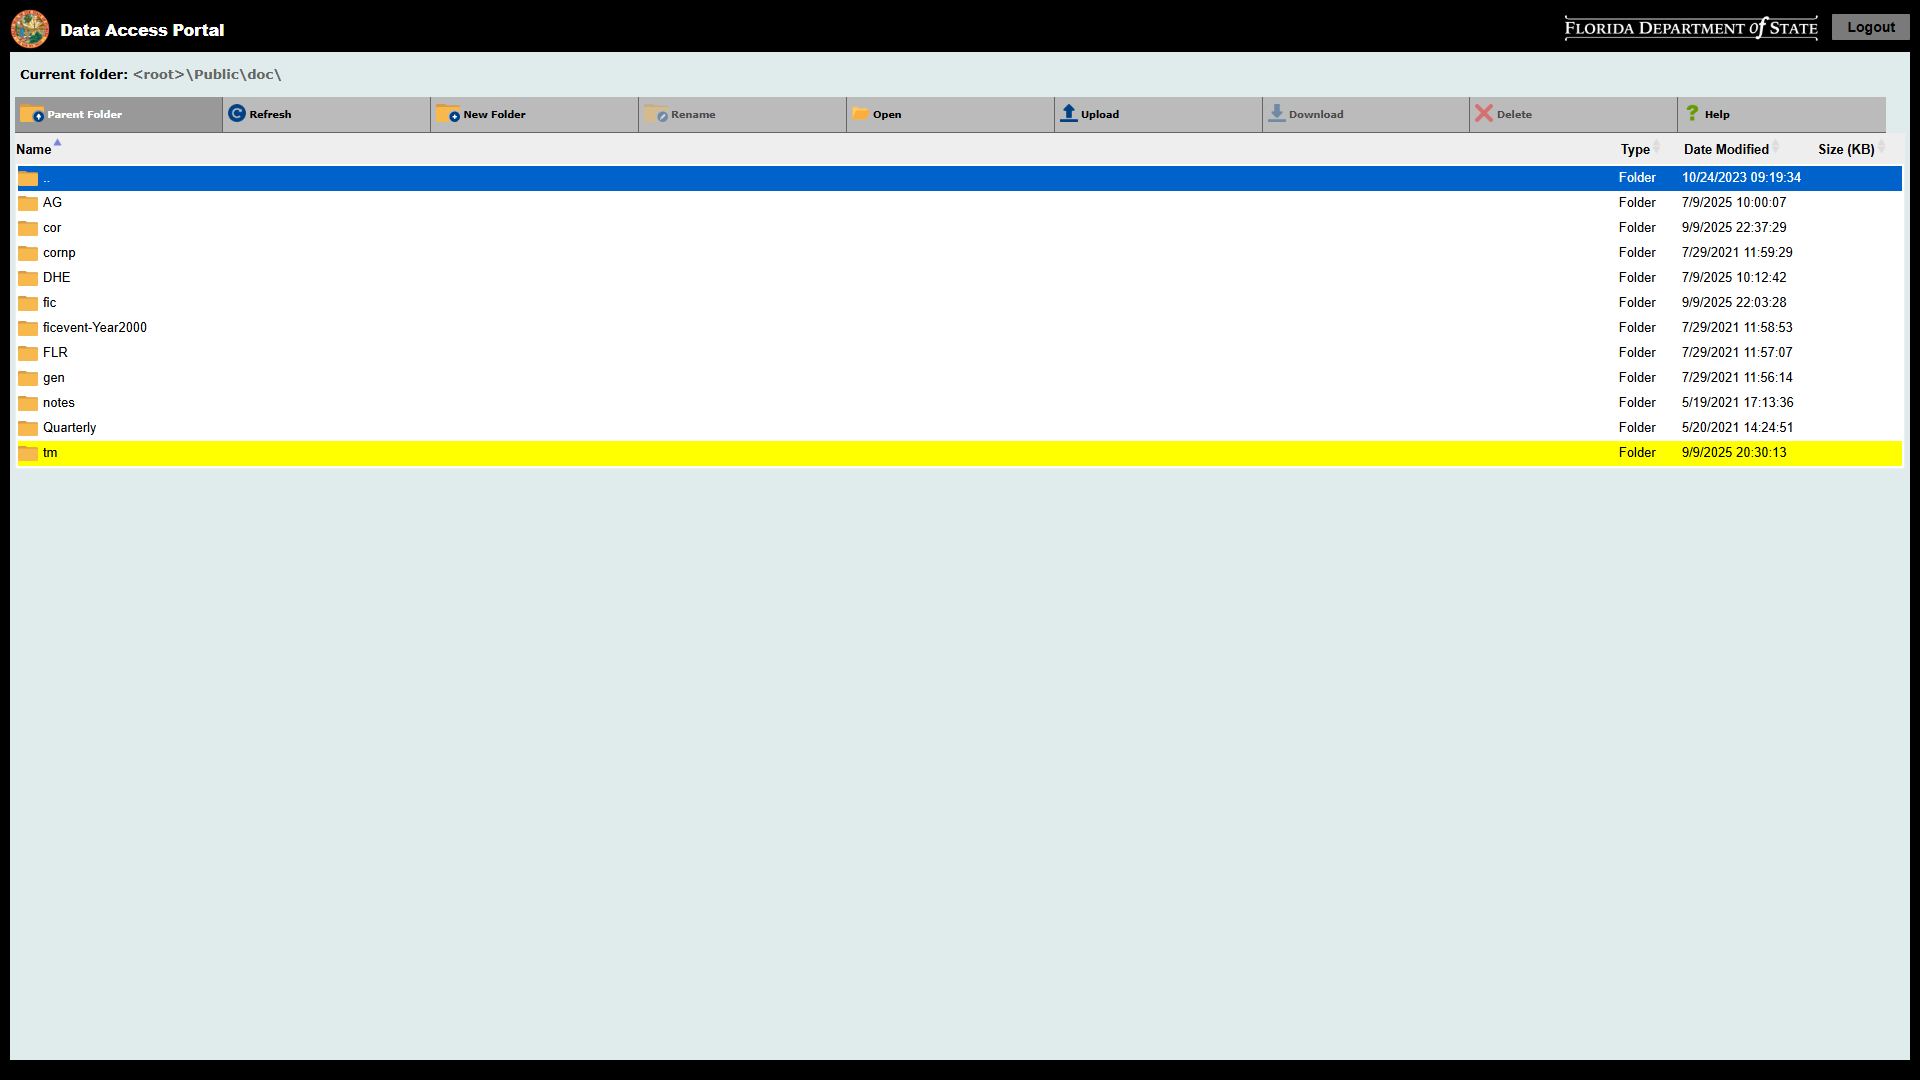 Data Access Portal
FLORIDA DEPARTMENT of STATE
Logout
Current folder: <root>\Public\doc\
Parent Folder Refresh New Folder Rename Open Upload Download Delete Help
Name Type Date Modified Size (KB)
.. Folder 10/24/2023 09:19:34
AG Folder 7/9/2025 10:00:07
cor Folder 9/9/2025 22:37:29
cornp Folder 7/29/2021 11:59:29
DHE Folder 7/9/2025 10:12:42
fic Folder 9/9/2025 22:03:28
ficevent-Year2000 Folder 7/29/2021 11:58:53
FLR Folder 7/29/2021 11:57:07
gen Folder 7/29/2021 11:56:14
notes Folder 5/19/2021 17:13:36
Quarterly Folder 5/20/2021 14:24:51
tm Folder 9/9/2025 20:30:13